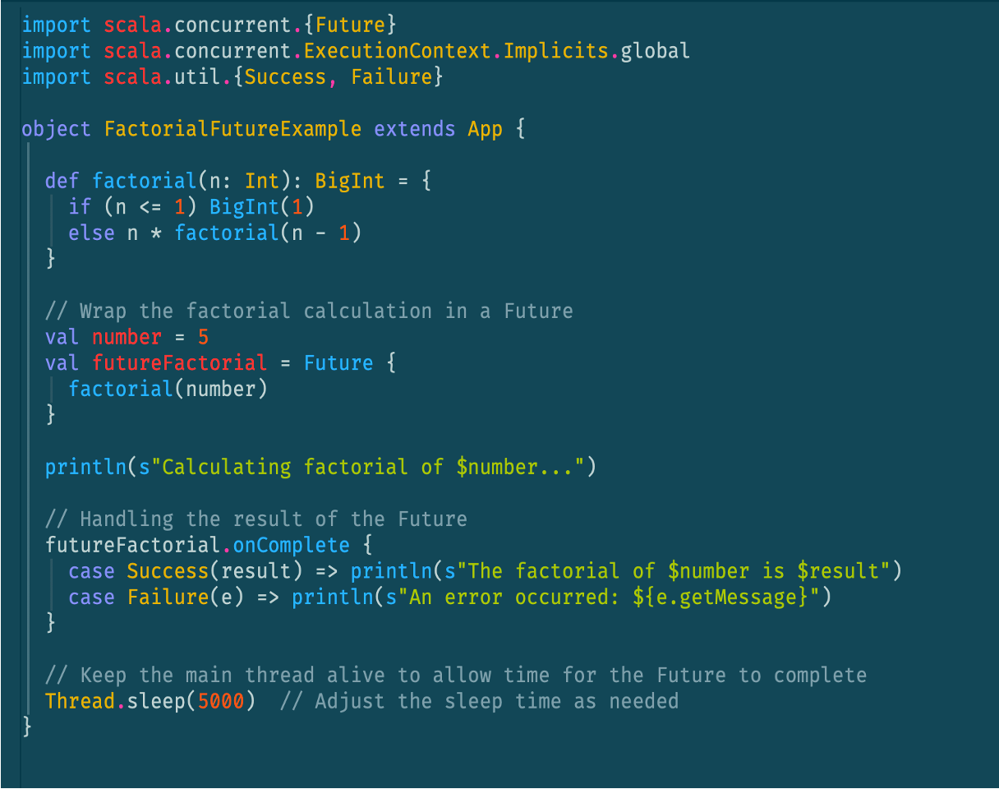 import scala.concurrent.{Future}
import scala.concurrent.ExecutionContext.Implicits.global
import scala.util.{Success, Failure}

object FactorialFutureExample extends App {

  def factorial(n: Int): BigInt = {
    if (n <= 1) BigInt(1)
    else n * factorial(n - 1)
  }

  // Wrap the factorial calculation in a Future
  val number = 5
  val futureFactorial = Future {
    factorial(number)
  }

  println(s"Calculating factorial of $number...")

  // Handling the result of the Future
  futureFactorial.onComplete {
    case Success(result) => println(s"The factorial of $number is $result")
    case Failure(e) => println(s"An error occurred: ${e.getMessage}")
  }

  // Keep the main thread alive to allow time for the Future to complete
  Thread.sleep(5000)  // Adjust the sleep time as needed
}